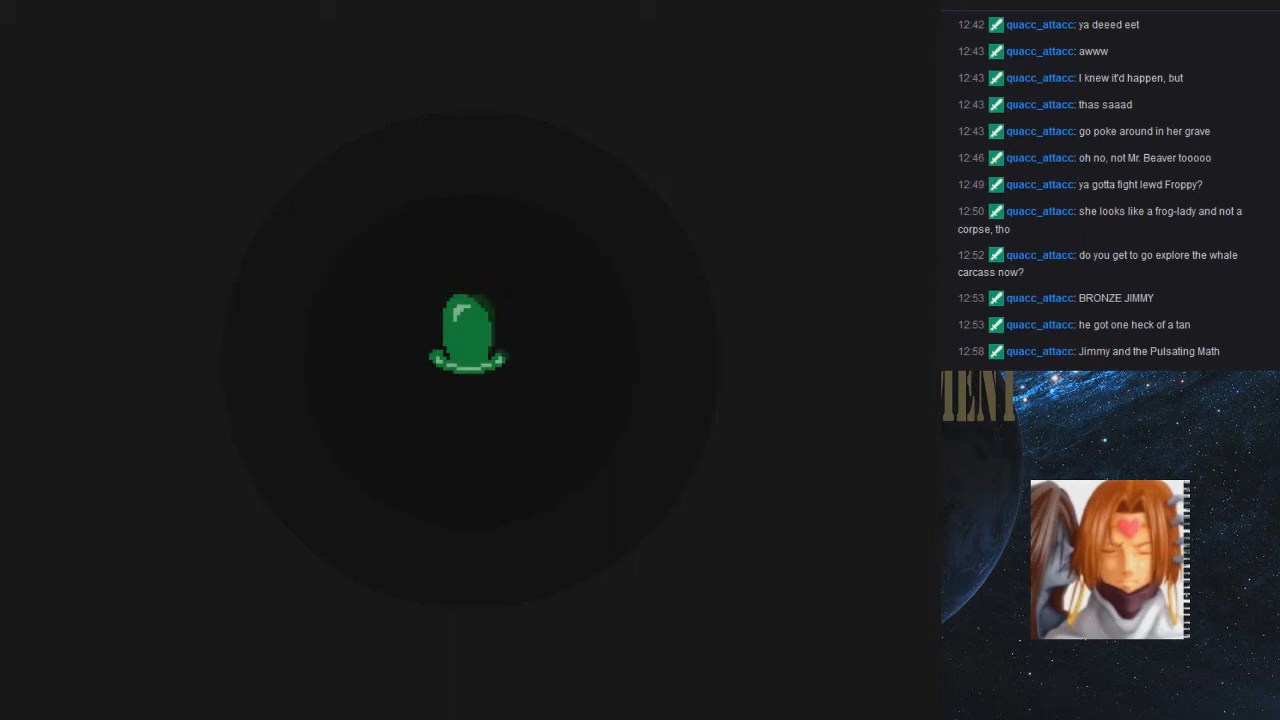 12:42 quacc_attacc: ya deeed eet
12:43 quacc_attacc: awww
12:43 quacc_attacc: I knew it'd happen, but
12:43 quacc_attacc: thas saaad
12:43 quacc_attacc: go poke around in her grave
12:46 quacc_attacc: oh no, not Mr. Beaver tooooo
12:49 quacc_attacc: ya gotta fight lewd Froppy?
12:50 quacc_attacc: she looks like a frog-lady and not a
corpse, tho
12:52 quacc_attacc: do you get to go explore the whale
carcass now?
12:53 quacc_attacc: BRONZE JIMMY
12:53 quacc_attacc: he got one heck of a tan
12:58 quacc_attacc: Jimmy and the Pulsating Math
MENT